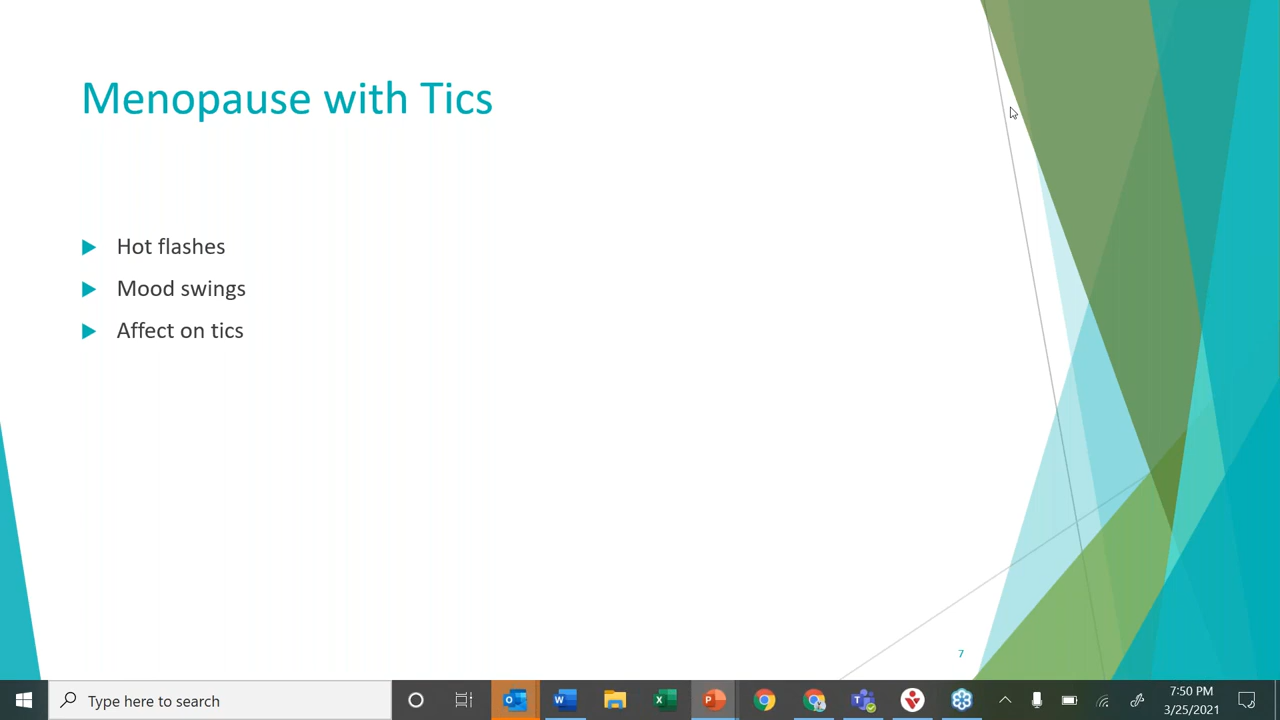 Menopause with Tics
Hot flashes
Mood swings
Affect on tics
7
Type here to search
7:50 PM
3/25/2021